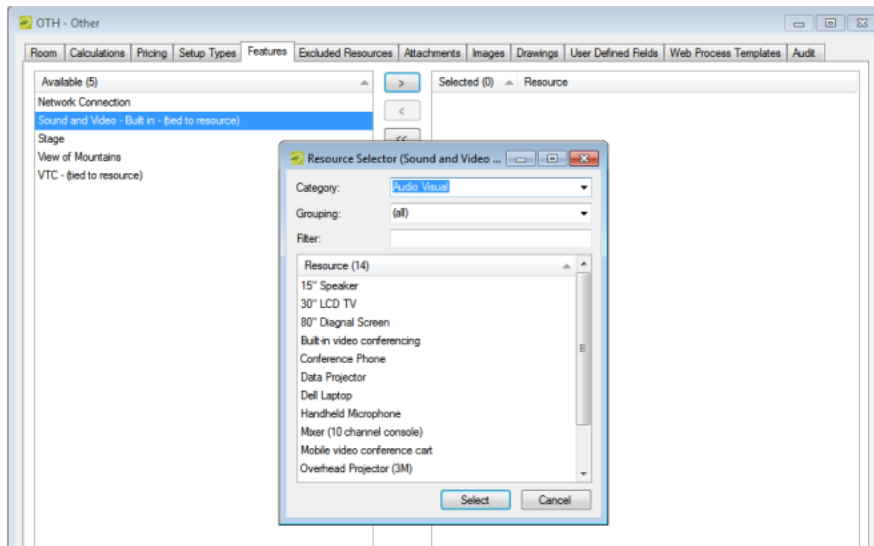 OTH - Other
Room Calculations Pricing Setup Types Features Excluded Resources Attachments Images Drawings User Defined Fields Web Process Templates Audit
Available (5)
>
Selected (0) Resource
Network Connection
<
Sound and Video - Built in - (tied to resource)
Stage
<<
View of Mountains
VTC - (tied to resource)
Resource Selector (Sound and Video ...
Category: Audio Visual
Grouping: (all)
Filter:
Resource (14)
15" Speaker
30" LCD TV
80" Diagnal Screen
Built-in video conferencing
Conference Phone
Data Projector
Dell Laptop
Handheld Microphone
Mixer (10 channel console)
Mobile video conference cart
Overhead Projector (3M)
Select Cancel